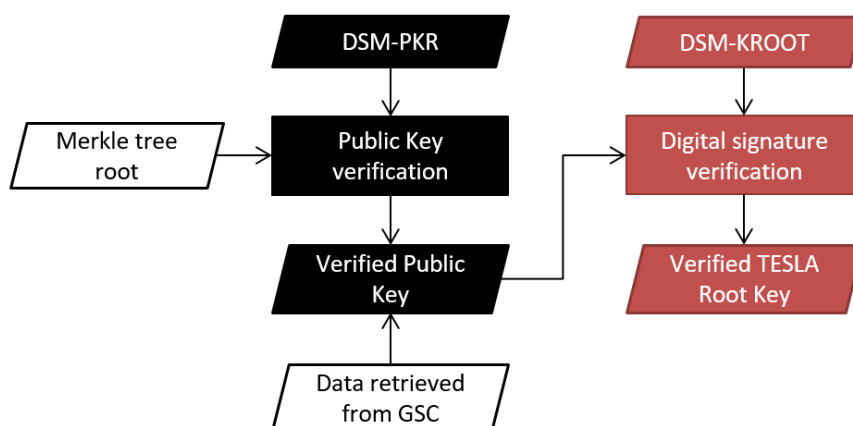 DSM-PKR
DSM-KROOT
Merkle tree
root
Public Key
verification
Digital signature
verification
Verified Public
Key
Verified TESLA
Root Key
Data retrieved
from GSC